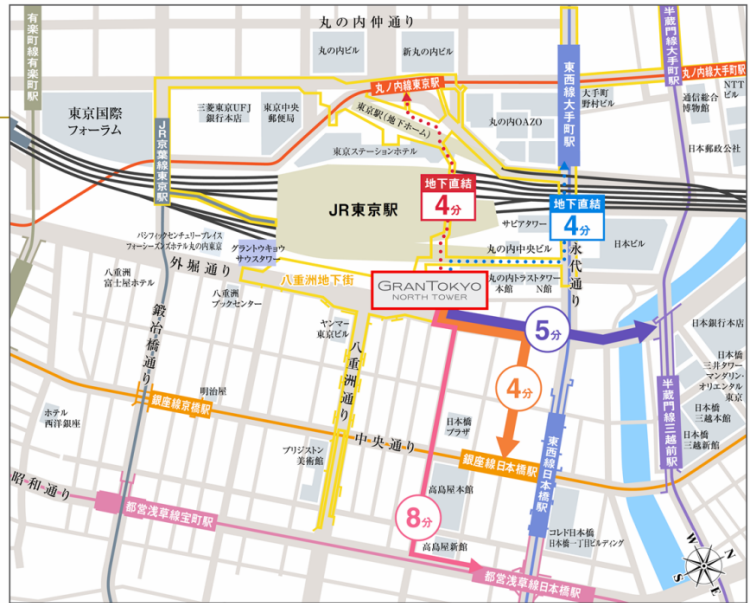 丸の内仲通り
有楽町線有楽町駅
半蔵門線大手町駅
丸の内ビル
新丸の内ビル
東西線大手町駅
丸ノ内線東京駅
丸ノ内線大手町駅
東京国際
フォーラム
三菱東京UFJ
銀行本店
東京中央
郵便局
東京駅(地下ホーム)
丸の内OAZO
大手町
野村ビル
通信総合
博物館
NTT
ビル
日本郵政公社
JR京葉線東京駅
東京ステーションホテル
JR東京駅
地下直結
4分
地下直結
4分
サピアタワー
丸の内中央ビル
日本ビル
永代通り
パシフィックセンチュリープレイス
フォーシーズンズホテル丸の内東京
グラントウキョウ
サウスタワー
外堀通り
八重洲地下街
GRANTOKYO
NORTH TOWER
丸の内トラストタワー
本館
N館
八重洲
富士屋ホテル
八重洲
ブックセンター
鍛冶橋通り
ヤンマー
東京ビル
八重洲通り
5分
日本銀行本店
日本橋
三井タワー
マンダリン・
オリエンタル
東京
日本橋
三越本館
日本橋
三越新館
半蔵門線三越前駅
4分
明治屋
銀座線京橋駅
ホテル
西洋銀座
中央通り
日本橋
プラザ
銀座線日本橋駅
東西線日本橋駅
ブリヂストン
美術館
高島屋本館
昭和通り
都営浅草線宝町駅
8分
高島屋新館
コレド日本橋
日本橋一丁目ビルディング
都営浅草線日本橋駅
W
N
S
E